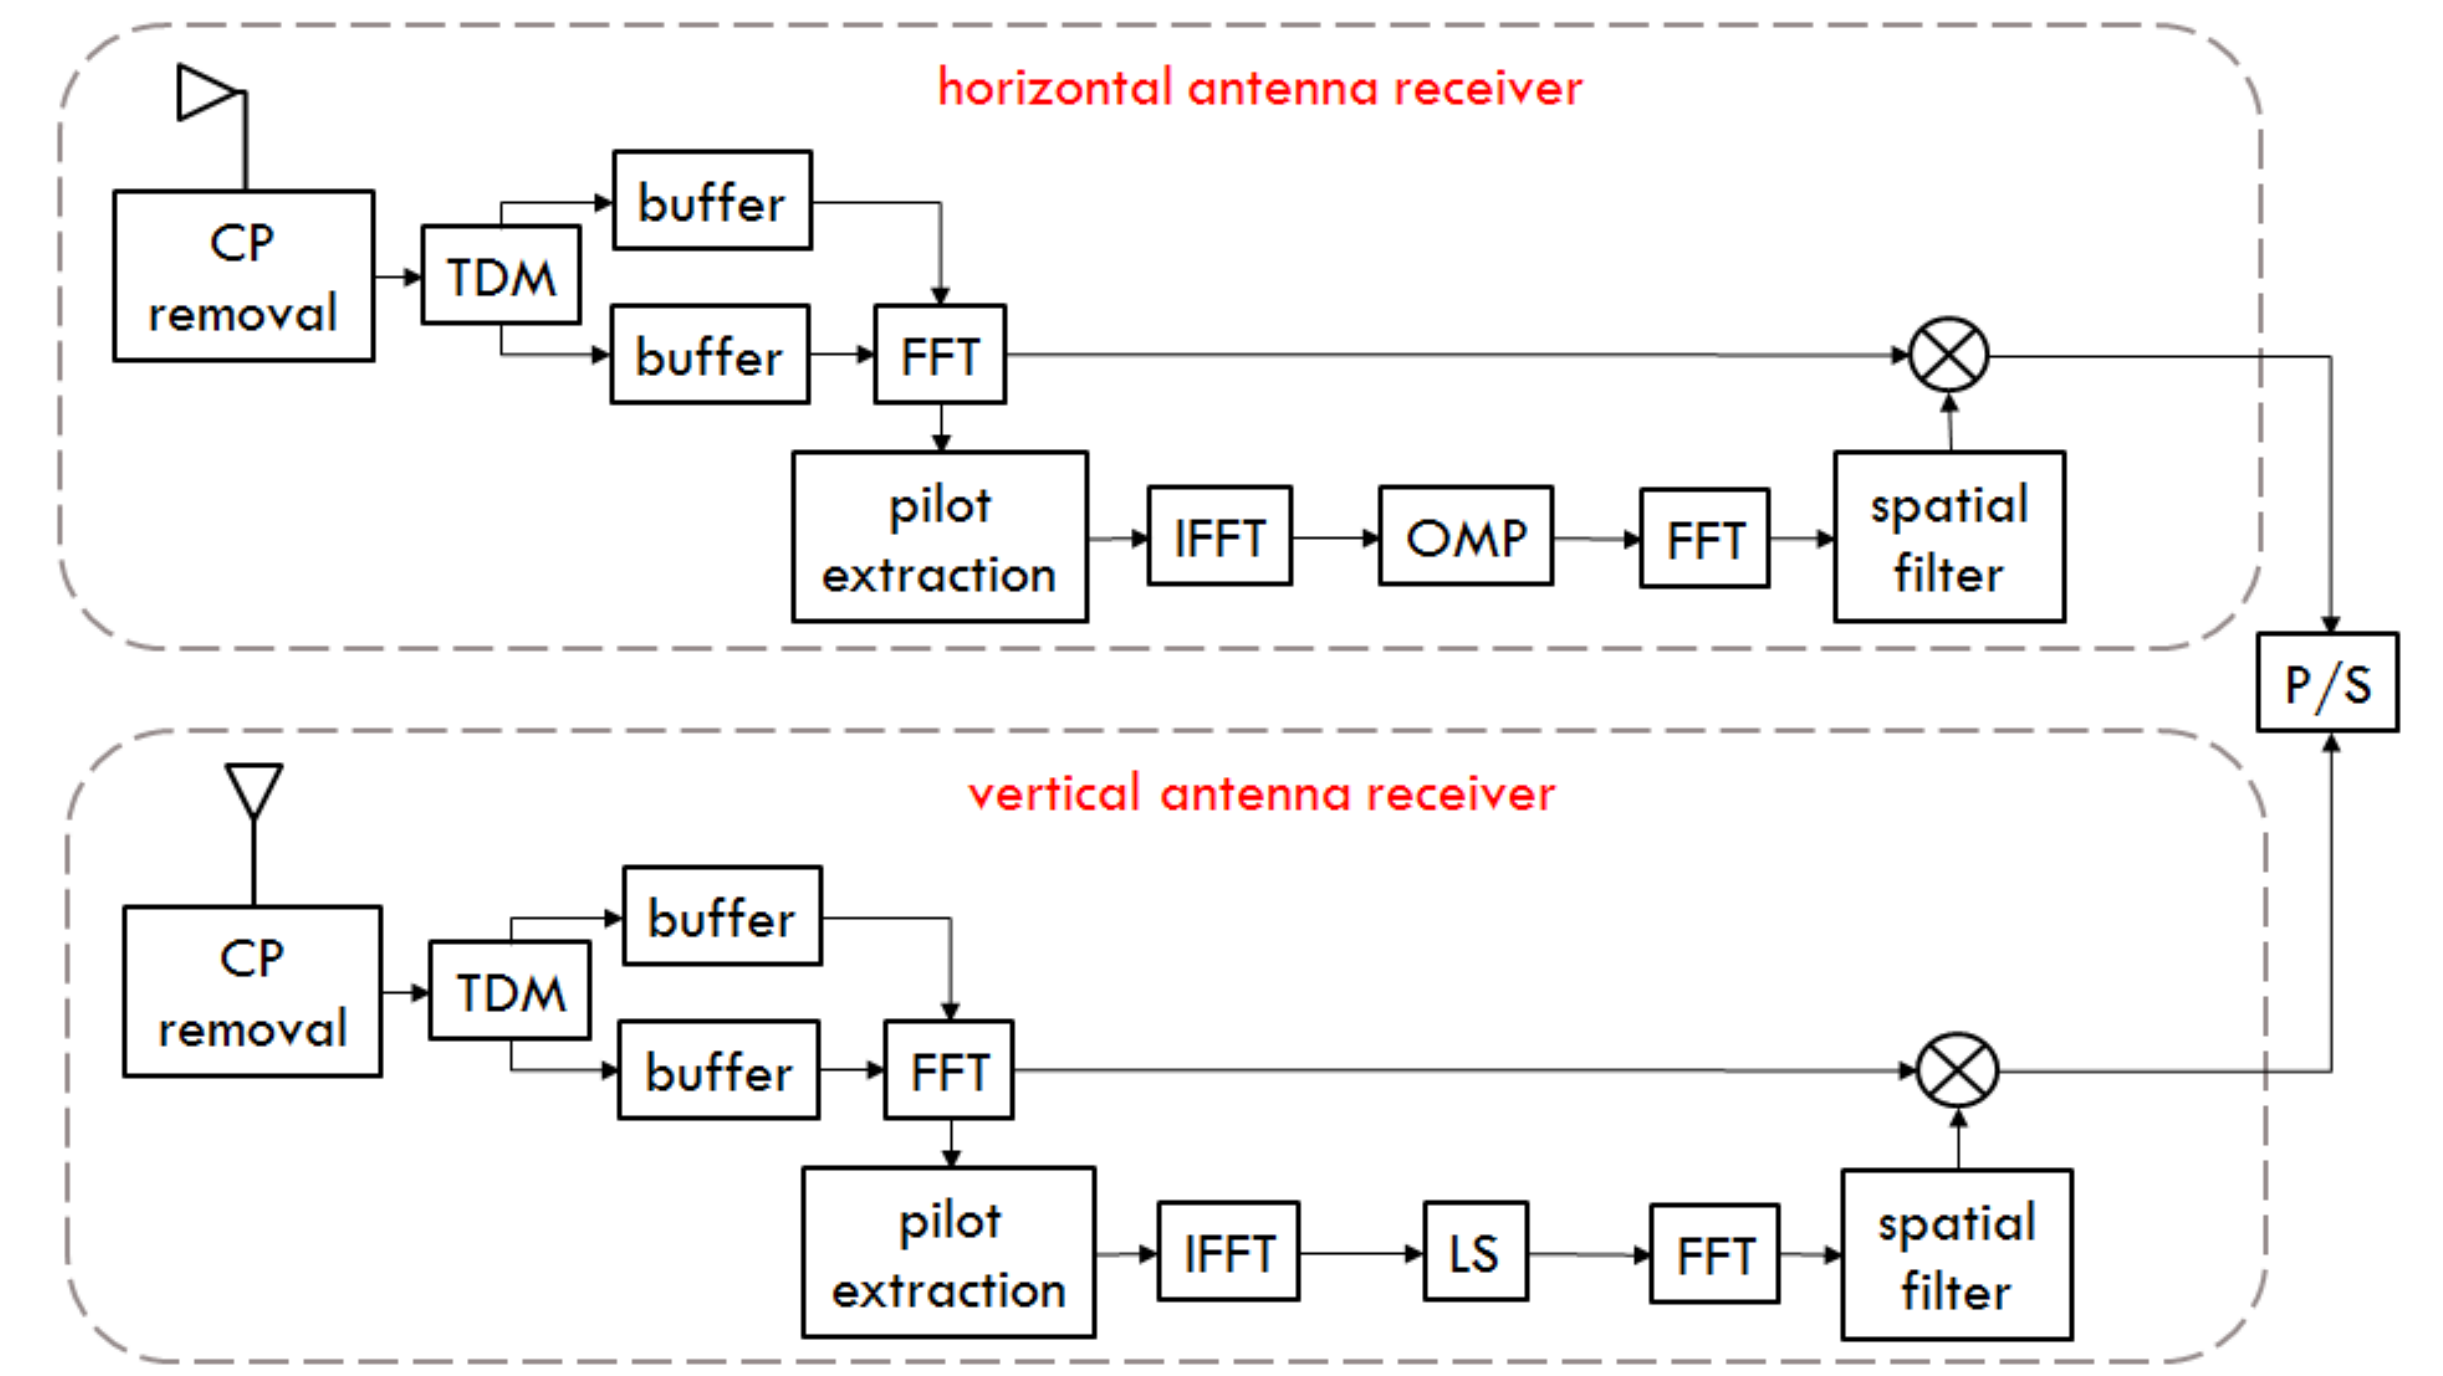 horizontal antenna receiver
CP
removal
TDM
buffer
buffer
FFT
pilot
extraction
IFFT
OMP
FFT
spatial
filter
P/S
vertical antenna receiver
CP
removal
TDM
buffer
buffer
FFT
pilot
extraction
IFFT
LS
FFT
spatial
filter